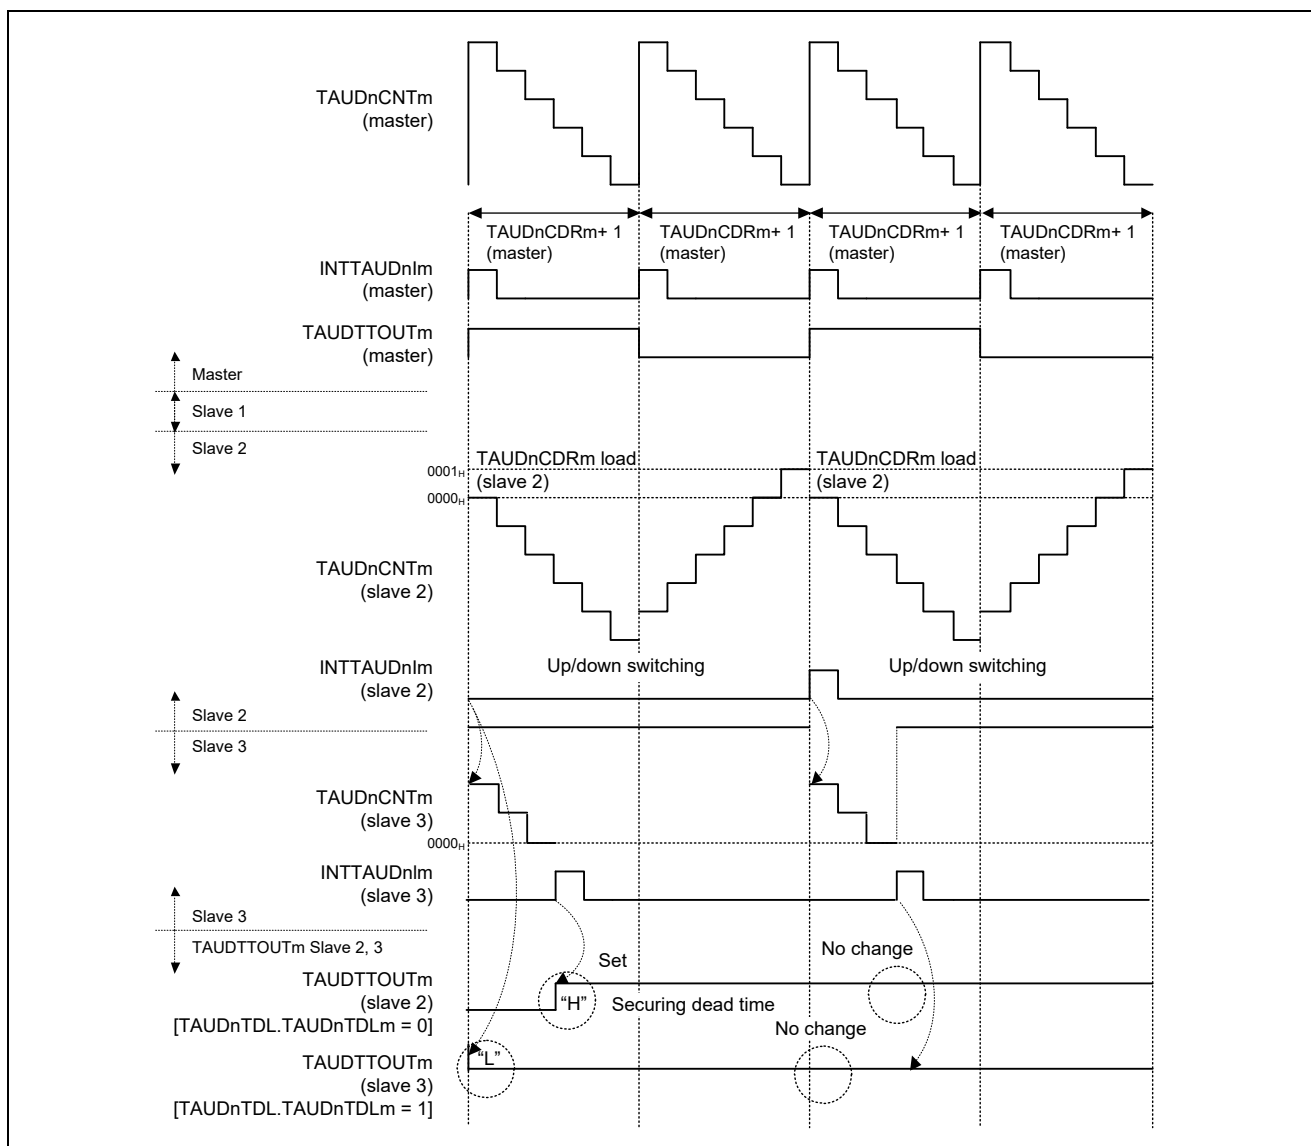 TAUDnCNTm
(master)
TAUDnCDRm+ 1
(master)
TAUDnCDRm+ 1
(master)
TAUDnCDRm+ 1
(master)
TAUDnCDRm+ 1
(master)
INTTAUDnIm
(master)
TAUDTTOUTm
(master)
Master
Slave 1
Slave 2
0001H
TAUDnCDRm load
(slave 2)
TAUDnCDRm load
(slave 2)
0000H
TAUDnCNTm
(slave 2)
INTTAUDnIm
(slave 2)
Up/down switching
Up/down switching
Slave 2
Slave 3
TAUDnCNTm
(slave 3)
0000H
INTTAUDnIm
(slave 3)
Slave 3
TAUDTTOUTm Slave 2, 3
TAUDTTOUTm
(slave 2)
[TAUDnTDL.TAUDnTDLm = 0]
Set
No change
“H”
Securing dead time
No change
TAUDTTOUTm
(slave 3)
[TAUDnTDL.TAUDnTDLm = 1]
“L”